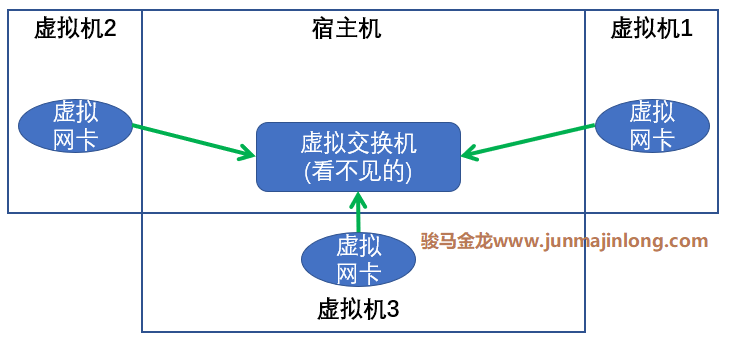 虚拟机2
宿主机
虚拟机1
虚拟
网卡
虚拟交换机
(看不见的)
虚拟
网卡
虚拟
网卡
骏马金龙www.junmajinlong.com
虚拟机3